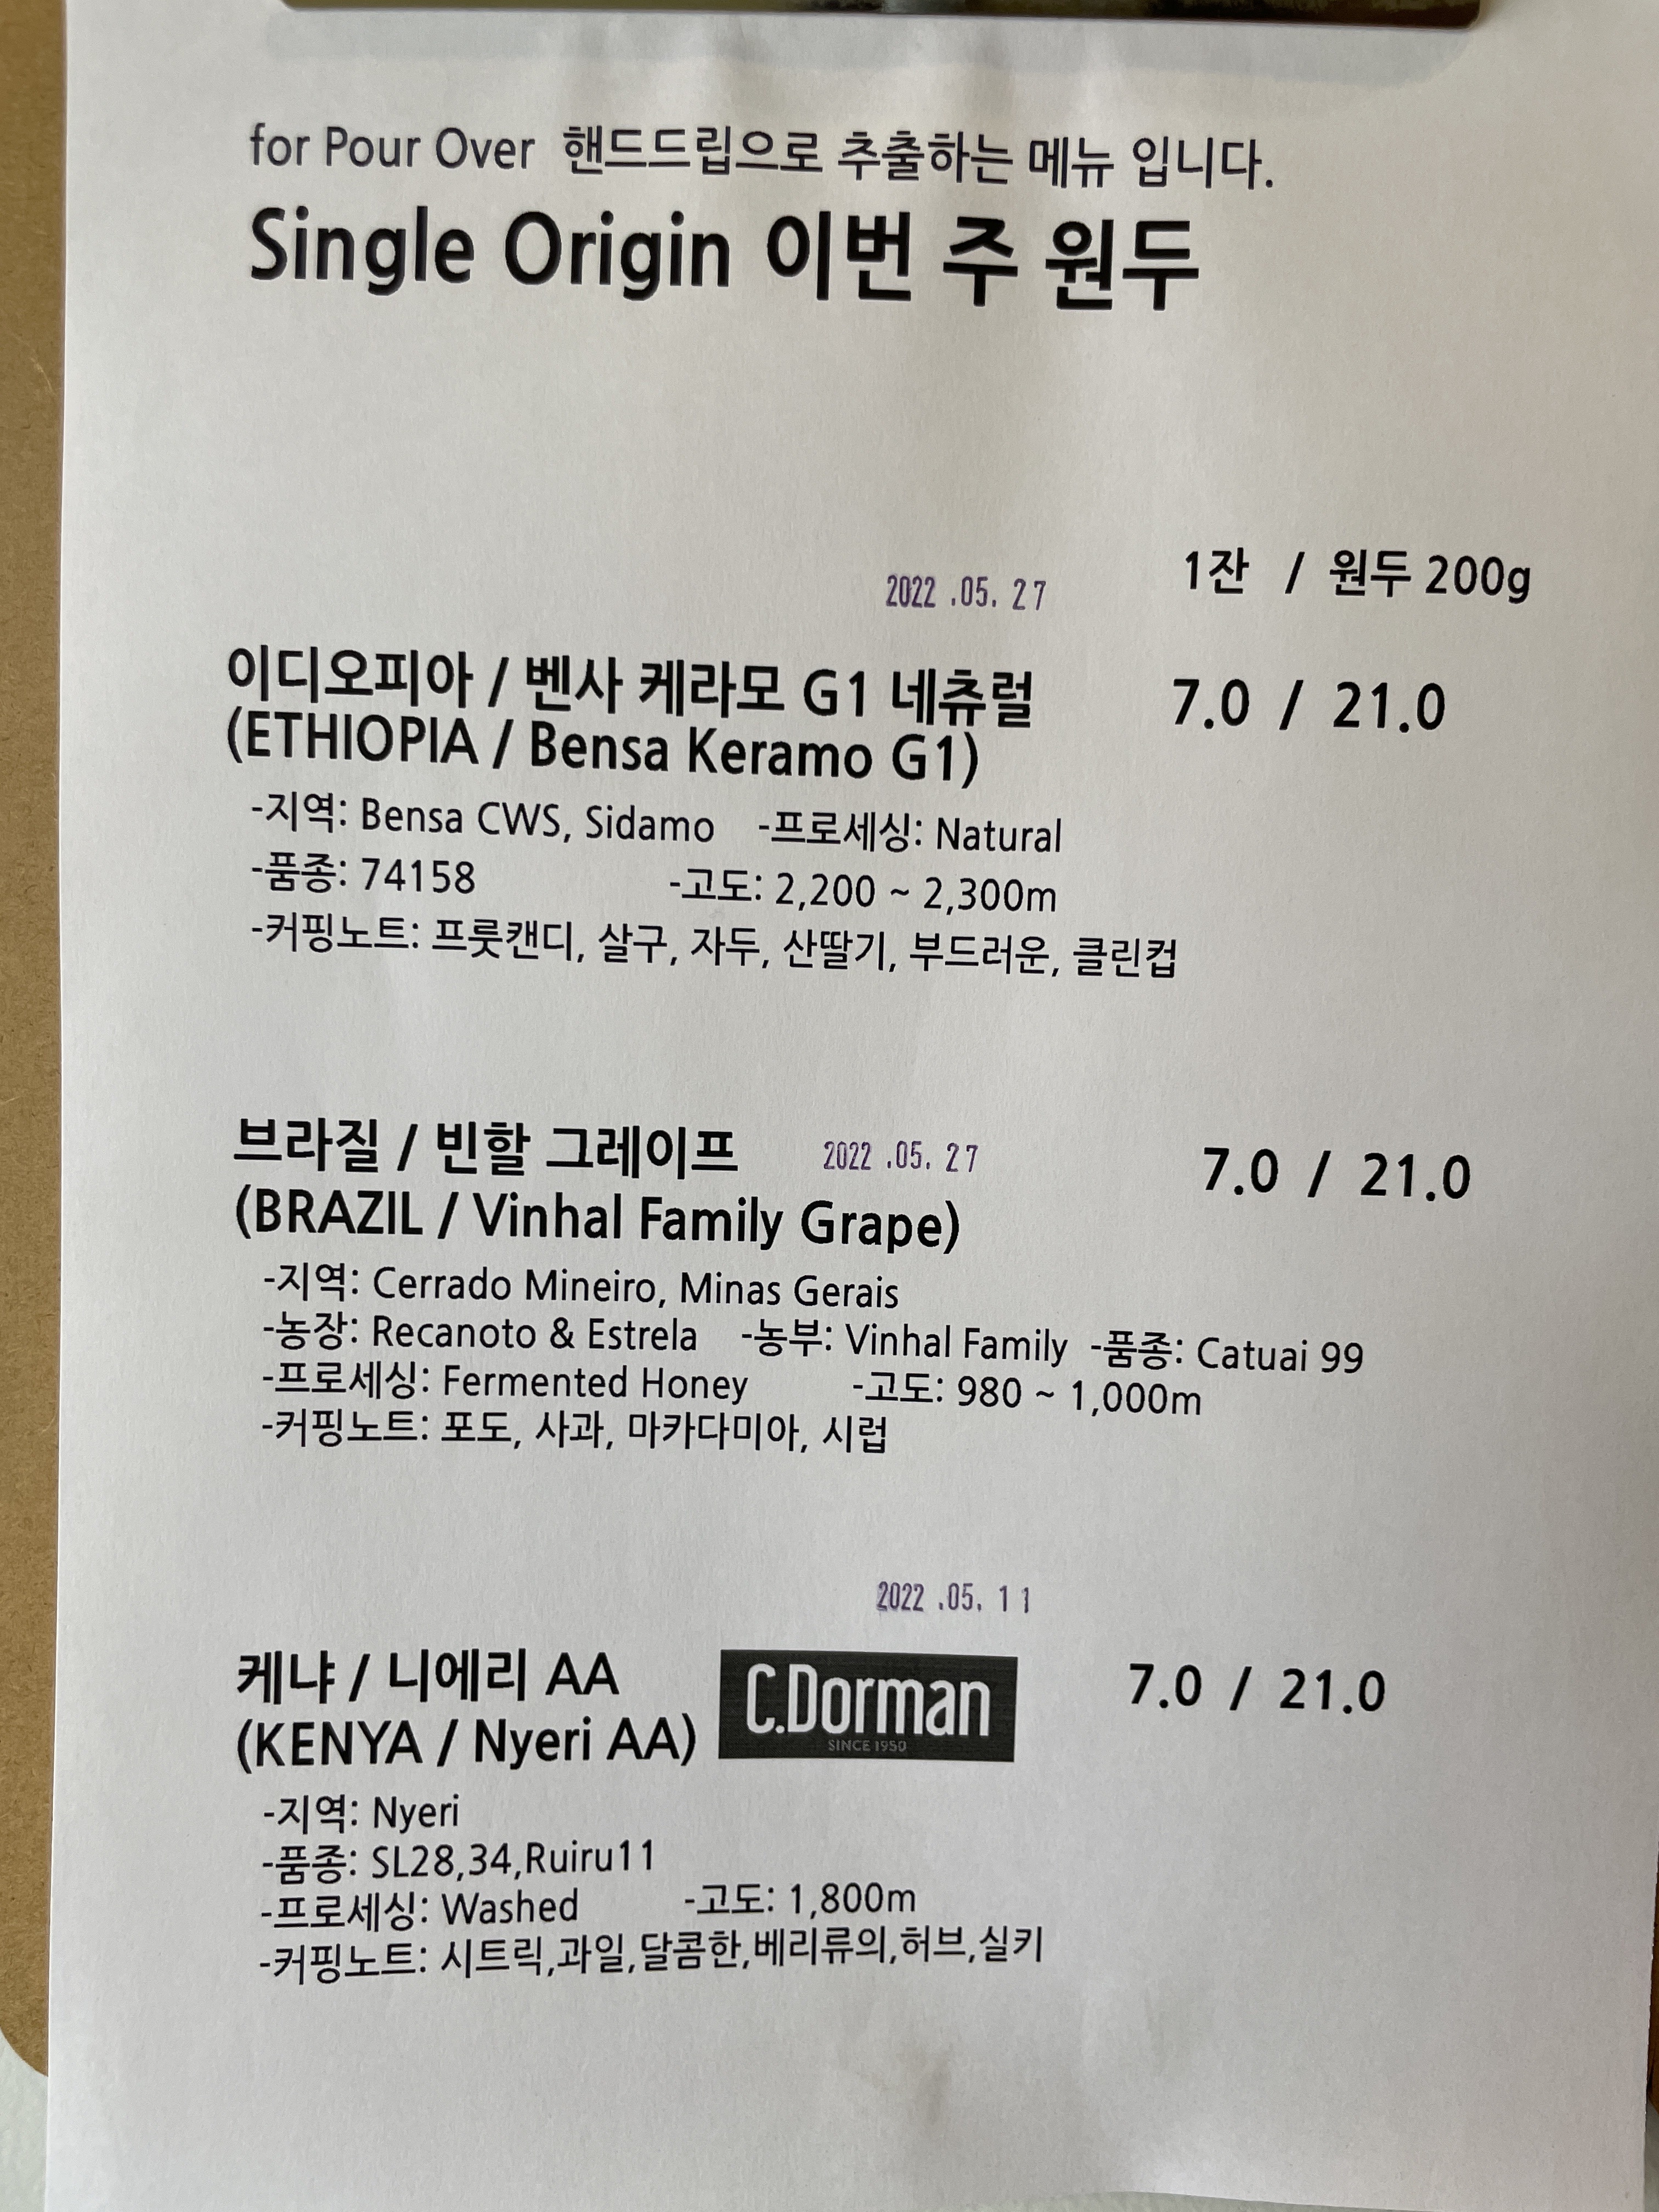 for Pour Over 핸드드립으로 추출하는 메뉴 입니다.
Single Origin 이번 주 원두
1잔 / 원두 200g
2022 .05. 27
이디오피아 / 벤사 케라모 G1 네츄럴 7.0 / 21.0
(ETHIOPIA / Bensa Keramo G1)
-지역: Bensa CWS, Sidamo -프로세싱: Natural
-품종: 74158 -고도: 2,200 ~ 2,300m
-커핑노트: 프룻캔디, 살구, 자두, 산딸기, 부드러운, 클린컵
브라질 / 빈할 그레이프 2022 .05. 27 7.0 / 21.0
(BRAZIL / Vinhal Family Grape)
-지역: Cerrado Mineiro, Minas Gerais
-농장: Recanoto & Estrela -농부: Vinhal Family -품종: Catuai 99
-프로세싱: Fermented Honey -고도: 980 ~ 1,000m
-커핑노트: 포도, 사과, 마카다미아, 시럽
2022 .05. 11
케냐 / 니에리 AA C.Dorman 7.0 / 21.0
SINCE 1950
(KENYA / Nyeri AA)
-지역: Nyeri
-품종: SL28,34,Ruiru11
-프로세싱: Washed -고도: 1,800m
-커핑노트: 시트릭,과일,달콤한,베리류의,허브,실키